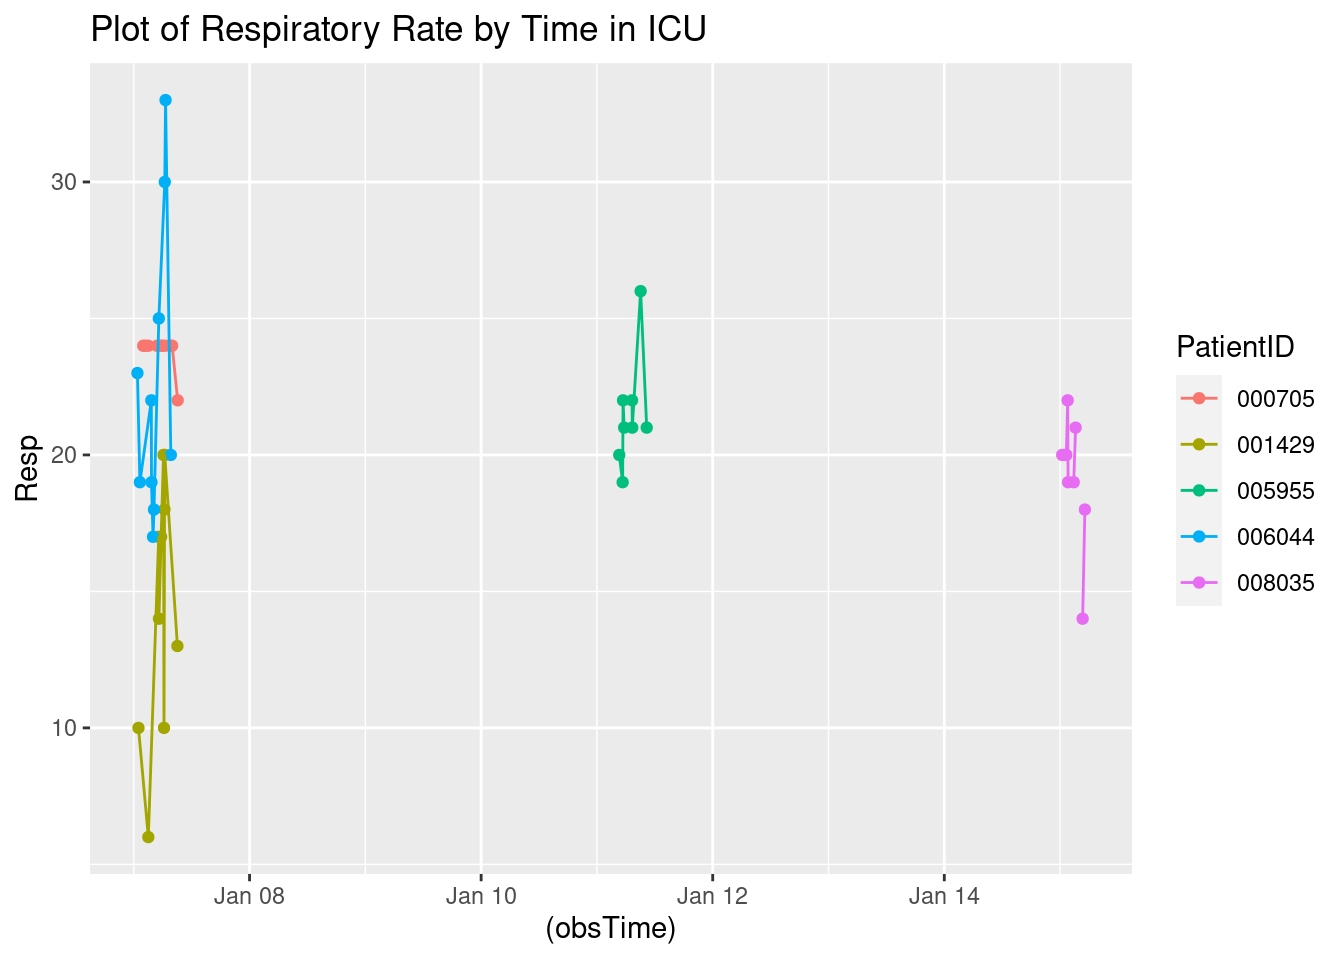 Plot of Respiratory Rate by Time in ICU
Resp
30
20
10
Jan 08
Jan 10
Jan 12
Jan 14
(obsTime)
PatientID
000705
001429
005955
006044
008035